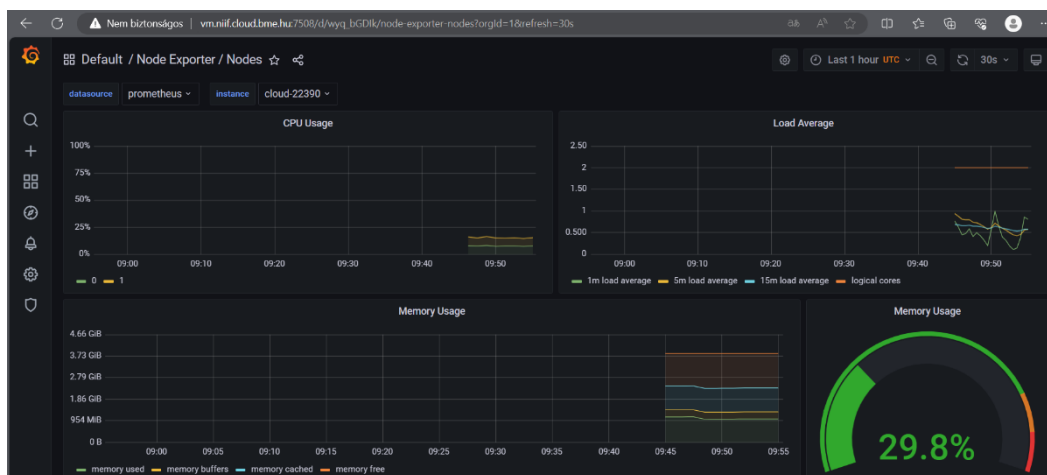 Nem biztonságos | vm.niif.cloud.bme.hu:7508/d/wyq_bGDlk/node-exporter-nodes?orgId=1&refresh=30s
Default / Node Exporter / Nodes
Last 1 hour UTC
30s
datasource prometheus instance cloud-22390
CPU Usage
100%
75%
50%
25%
0%
09:00 09:10 09:20 09:30 09:40 09:50
0 1
Load Average
2.50
2
1.50
1
0.500
0
09:00 09:10 09:20 09:30 09:40 09:50
1m load average 5m load average 15m load average logical cores
Memory Usage
4.66 GiB
3.73 GiB
2.79 GiB
1.86 GiB
954 MiB
0 B
09:00 09:05 09:10 09:15 09:20 09:25 09:30 09:35 09:40 09:45 09:50 09:55
memory used memory buffers memory cached memory free
Memory Usage
29.8%